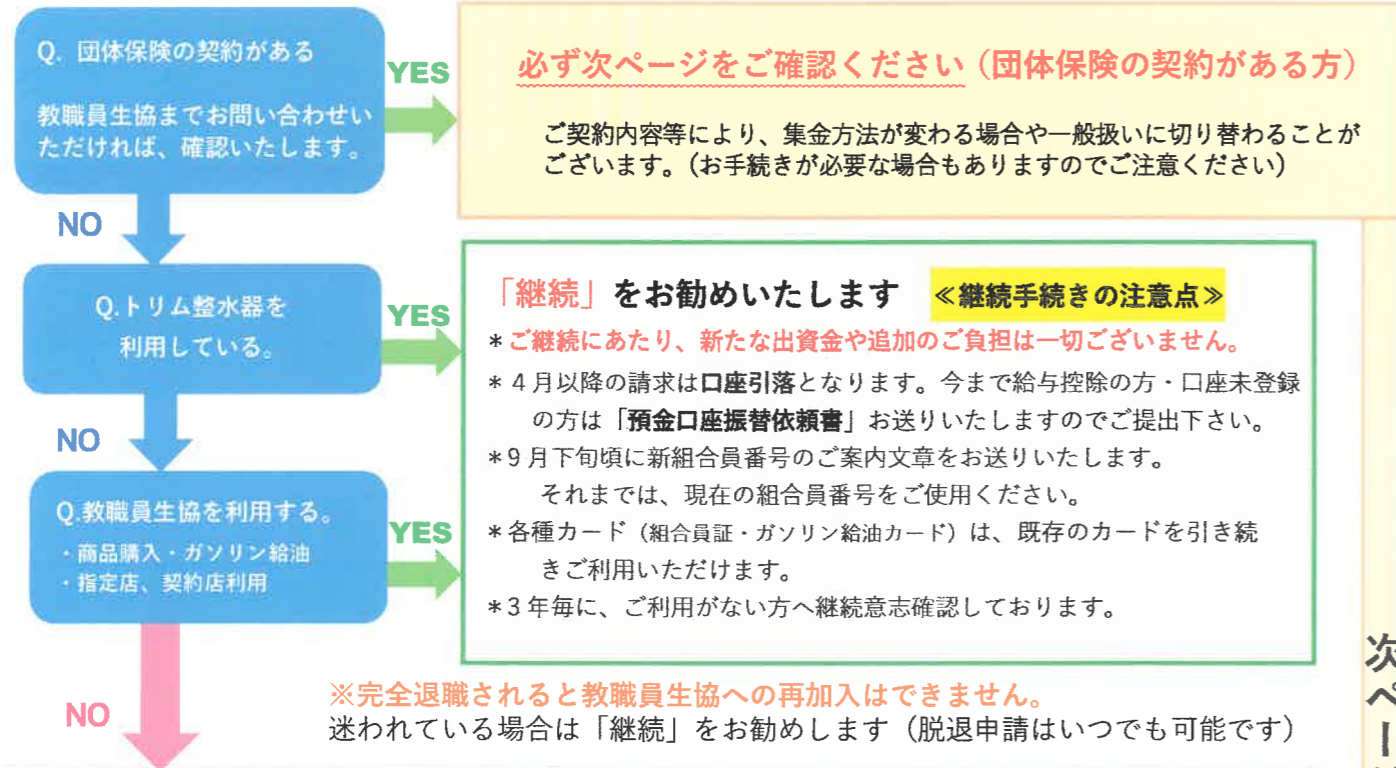 Q. 団体保険の契約がある
教職員生協までお問い合わせい
ただければ、確認いたします。
YES
必ず次ページをご確認ください（団体保険の契約がある方）
ご契約内容等により、集金方法が変わる場合や一般扱いに切り替わることが
ございます。（お手続きが必要な場合もありますのでご注意ください）
NO
Q.トリム整水器を
利用している。
YES
「継続」をお勧めいたします ≪継続手続きの注意点≫
*ご継続にあたり、新たな出資金や追加のご負担は一切ございません。
* 4月以降の請求は口座引落となります。今まで給与控除の方・口座未登録
の方は「預金口座振替依頼書」お送りいたしますのでご提出下さい。
*9月下旬頃に新組合員番号のご案内文章をお送りいたします。
それまでは、現在の組合員番号をご使用ください。
*各種カード（組合員証・ガソリン給油カード）は、既存のカードを引き続
きご利用いただけます。
*3年毎に、ご利用がない方へ継続意志確認しております。
NO
Q.教職員生協を利用する。
・商品購入・ガソリン給油
・指定店、契約店利用
YES
NO
※完全退職されると教職員生協への再加入はできません。
迷われている場合は「継続」をお勧めします（脱退申請はいつでも可能です）
次ペー